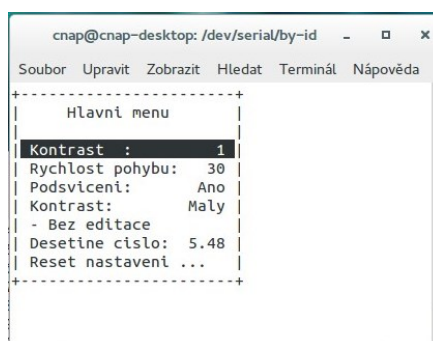 cnap@cnap-desktop: /dev/serial/by-id
Soubor Upravit Zobrazit Hledat Terminál Nápověda
Hlavni menu
Kontrast : 1
Rychlost pohybu: 30
Podsviceni: Ano
Kontrast: Maly
- Bez editace
Desetine cislo: 5.48
Reset nastaveni ...